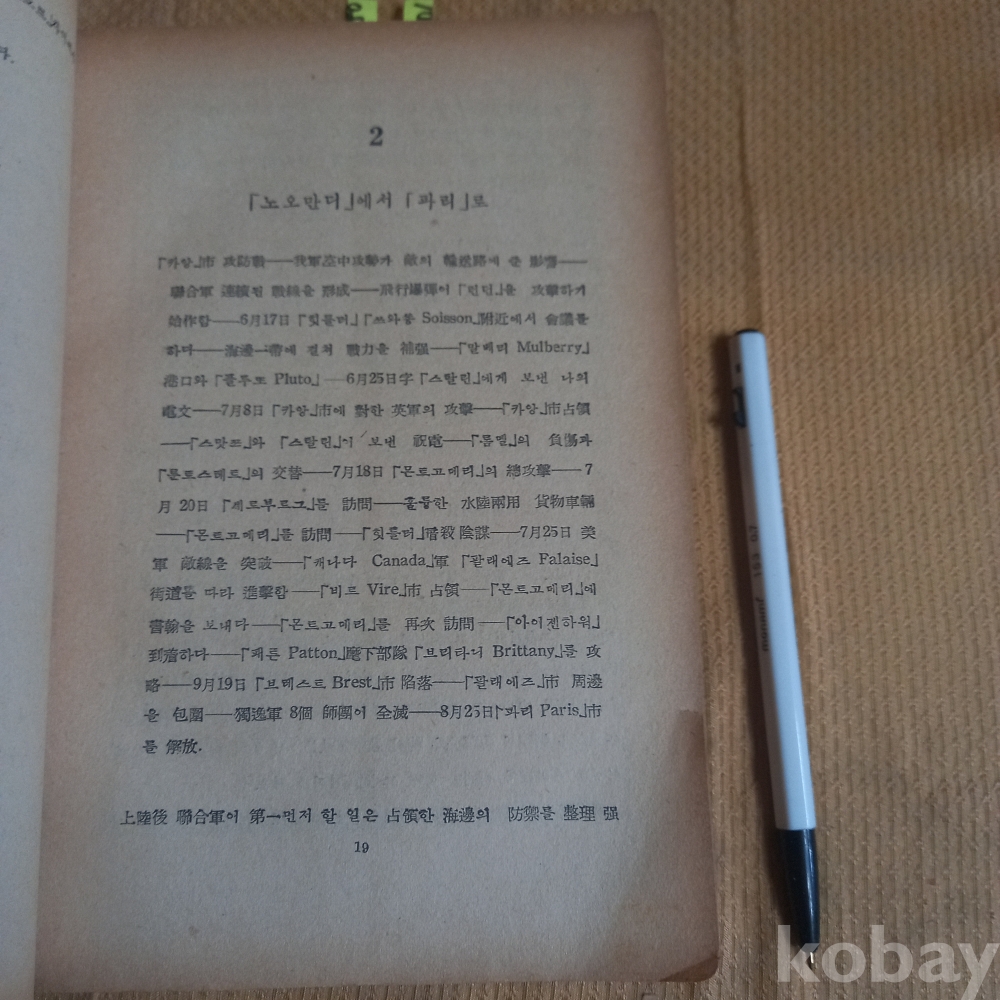 다.
2
「노오만디」에서 「파리」로
「카앙」市 攻防戰――我軍空中攻擊가 敵의 輸送路에 준 影響――
聯合軍 連續된 戰線을 形成――飛行爆彈이 「런던」을 攻擊하기
始作함――6月17日 「힛틀러」 「쓰와쏭 Soisson」附近에서 會議를
하다――海邊一帶에 걸쳐 戰力을 補强――「말베리 Mulberry」
港口와 「플루토 Pluto」――6月25日字 「스탈린」에게 보낸 나의
電文――7月8日 「카앙」市에 對한 英軍의 攻擊――「카앙」市占領
――「스맛쯔」와 「스탈린」이 보낸 祝電――「롬멜」의 負傷과
「룬트스테트」의 交替――7月18日 「몬트고메리」의 總攻擊――7
月20日 「쎄르부르그」를 訪問――훌륭한 水陸兩用 貨物車輛
――「몬트고메리」를 訪問――「힛틀러」暗殺陰謀――7月25日 美
軍 敵線을 突破――「캐나다 Canada」軍 「팔래에즈 Falaise」
街道를 따라 進擊함――「비르 Vire」市 占領――「몬트고메리」에
書翰을 보내다――「몬트고메리」를 再次 訪問――「아이젠하워」
到着하다――「패튼 Patton」麾下部隊 「브리타니 Brittany」를 攻
略――9月19日 「브레스트 Brest」市 陷落――「팔래에즈」市 周邊
을 包圍――獨逸軍 8個 師團이 全滅――8月25日 「파리 Paris」市
를 解放.
上陸後 聯合軍이 第一먼저 할 일은 占領한 海邊의 防禦를 整理 强
19
monami 153 0.7
kobay